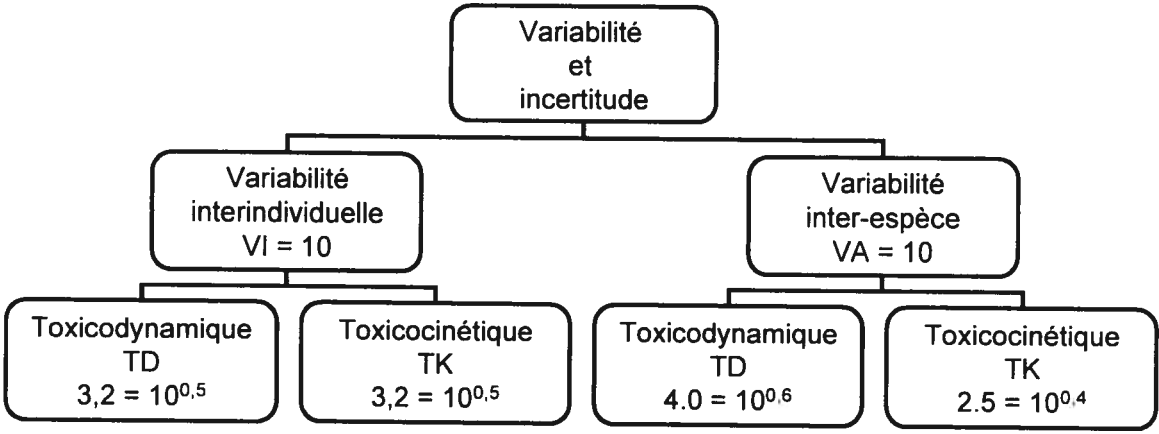 Variabilité
et
incertitude
Variabilité
interindividuelle
VI = 10
Variabilité
inter-espèce
VA = 10
Toxicodynamique
TD
3,2 = 10^0,5
Toxicocinétique
TK
3,2 = 10^0,5
Toxicodynamique
TD
4.0 = 10^0,6
Toxicocinétique
TK
2.5 = 10^0,4